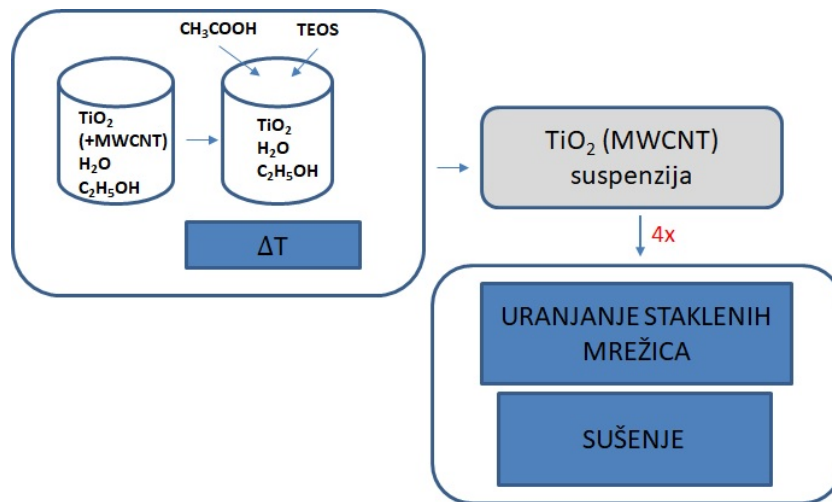 CH₃COOH
TEOS
TiO₂
(+MWCNT)
H₂O
C₂H₅OH
TiO₂
H₂O
C₂H₅OH
ΔT
TiO₂ (MWCNT)
suspenzija
4x
URANJANJE STAKLENIH
MREŽICA
SUŠENJE